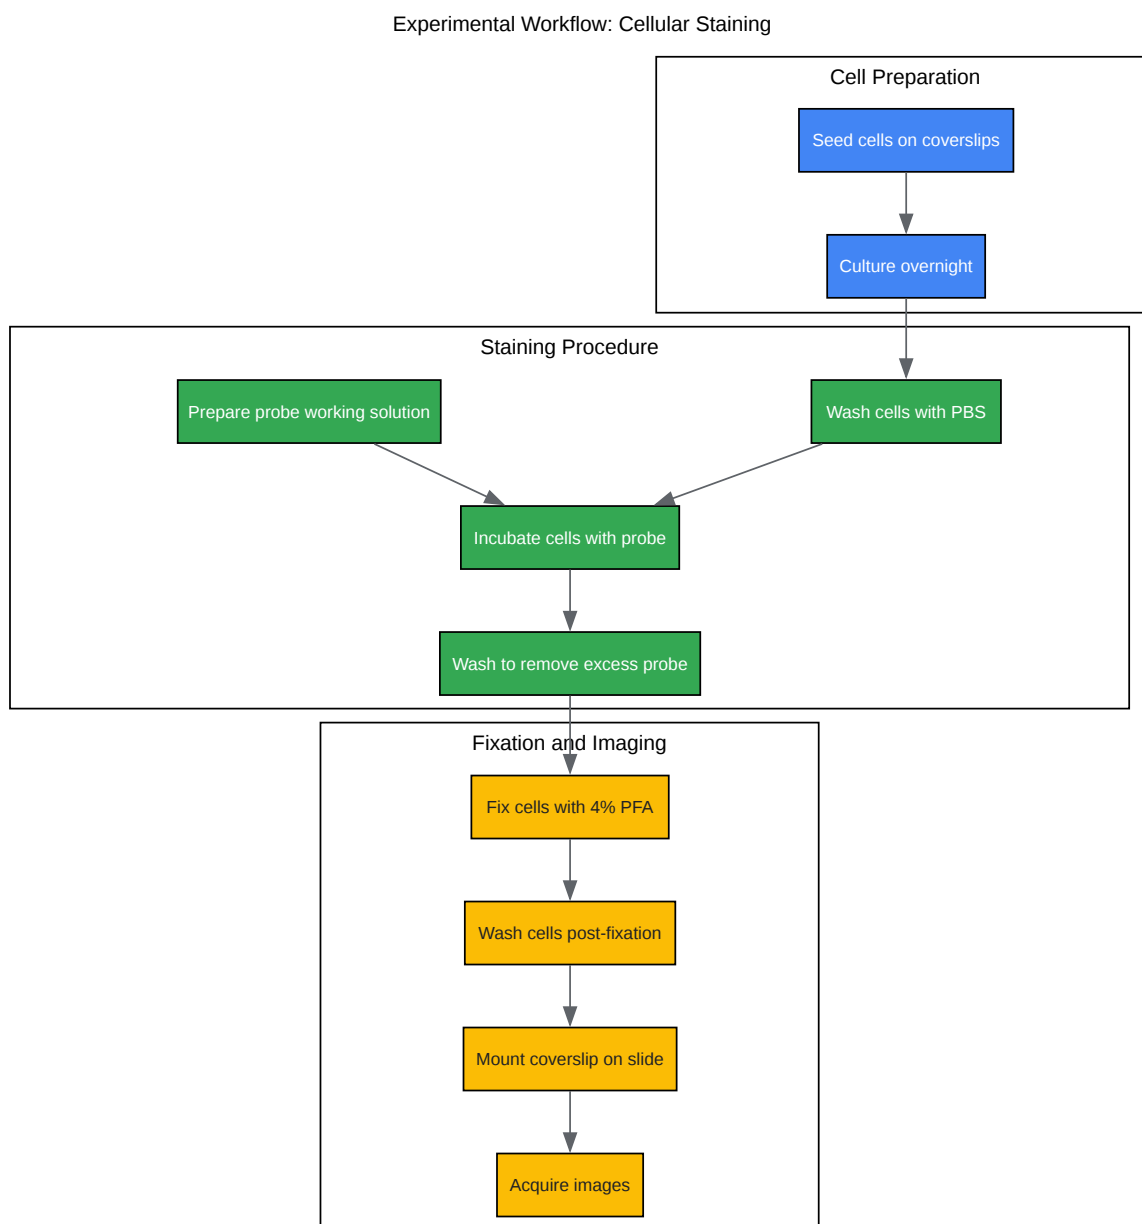 Experimental Workflow: Cellular Staining
Cell Preparation
Seed cells on coverslips
Culture overnight
Staining Procedure
Prepare probe working solution
Wash cells with PBS
Incubate cells with probe
Wash to remove excess probe
Fixation and Imaging
Fix cells with 4% PFA
Wash cells post-fixation
Mount coverslip on slide
Acquire images